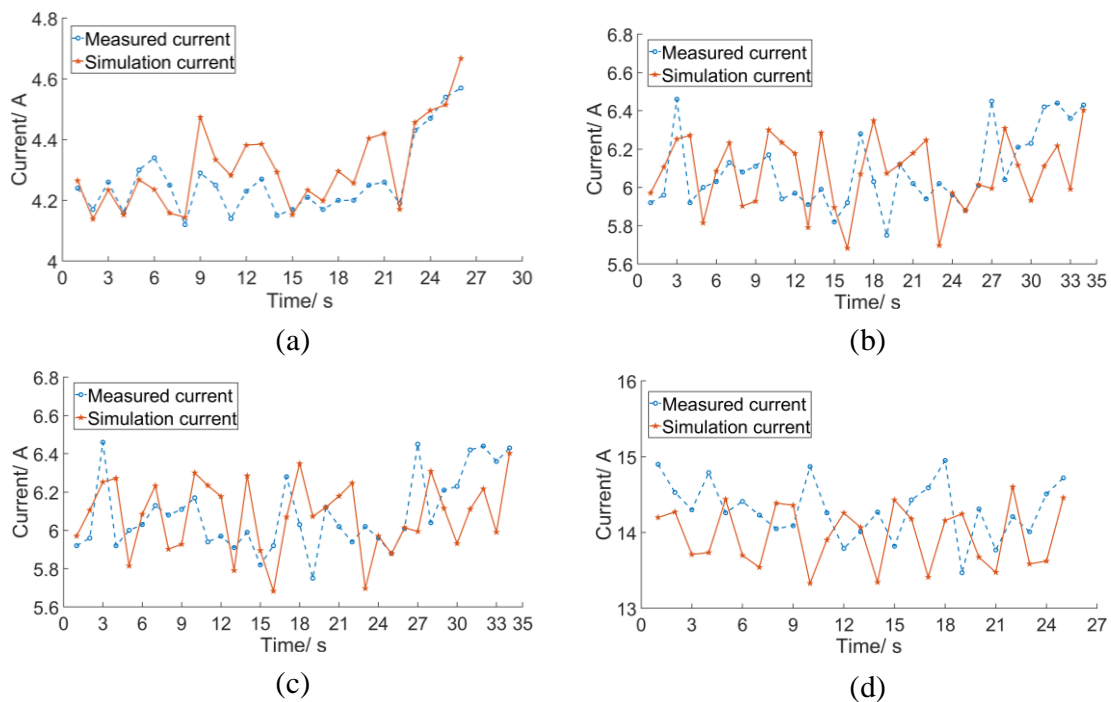 4.8
4.6
4.4
4.2
4
Current/ A
Measured current
Simulation current
0 3 6 9 12 15 18 21 24 27 30
Time/ s
(a)
6.8
6.6
6.4
6.2
6
5.8
5.6
Current/ A
Measured current
Simulation current
0 3 6 9 12 15 18 21 24 27 30 33 35
Time/ s
(b)
6.8
6.6
6.4
6.2
6
5.8
5.6
Current/ A
Measured current
Simulation current
0 3 6 9 12 15 18 21 24 27 30 33 35
Time/ s
(c)
16
15
14
13
Current/ A
Measured current
Simulation current
0 3 6 9 12 15 18 21 24 27
Time/ s
(d)